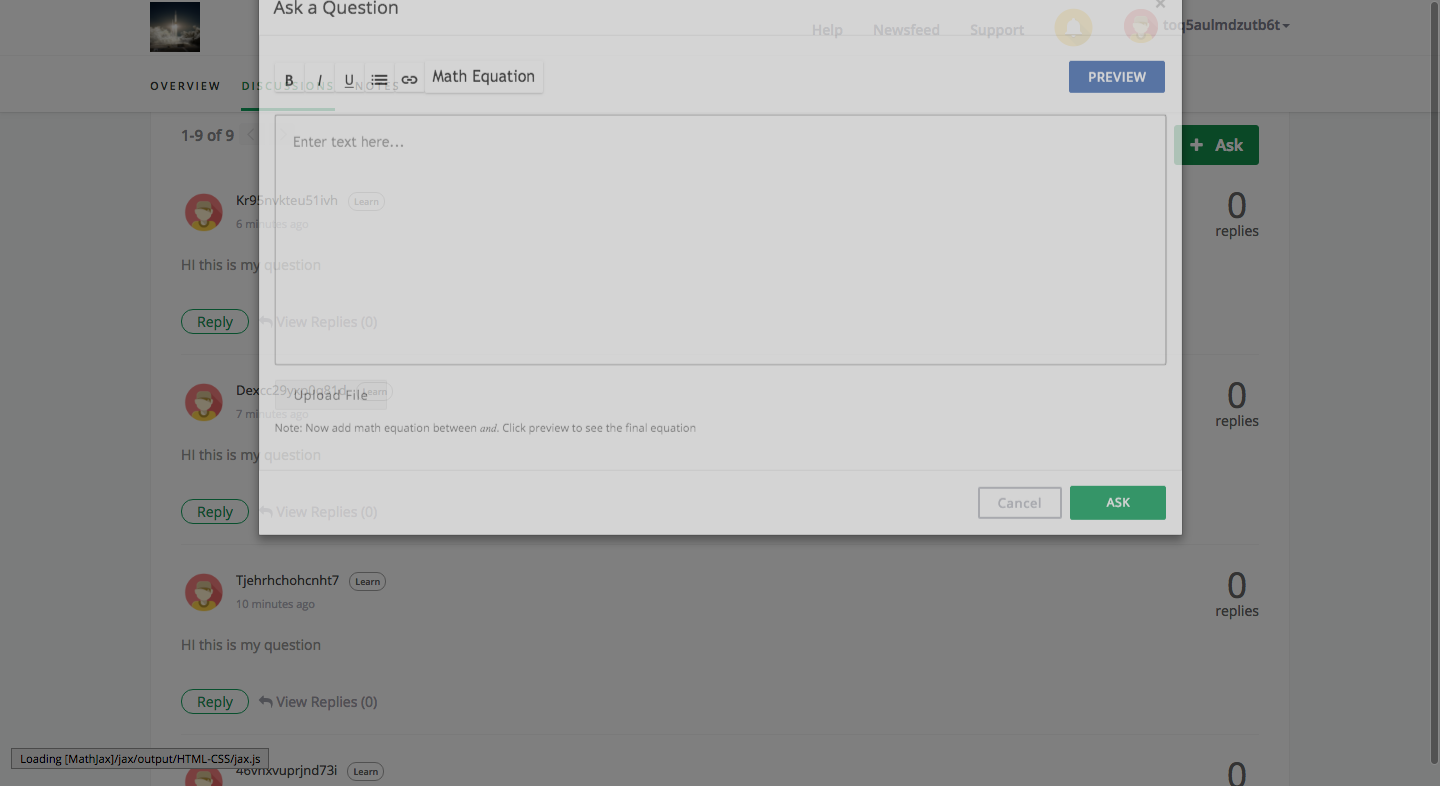 Ask a Question
×
Help Newsfeed Support toq5aulmdzutb6t
B I U Math Equation PREVIEW
OVERVIEW DISCUSSIONS NOTES
1-9 of 9
Enter text here...
+ Ask
Kr95nvkteu51ivh Learn
6 minutes ago
0
replies
HI this is my question
Reply View Replies (0)
Learn
7 minutes ago
0
replies
Upload File
Note: Now add math equation between and. Click preview to see the final equation
HI this is my question
Reply View Replies (0)
Cancel ASK
Tjehrhchohcnht7 Learn
10 minutes ago
0
replies
HI this is my question
Reply View Replies (0)
Loading [MathJax]/jax/output/HTML-CSS/jax.js
Learn
0